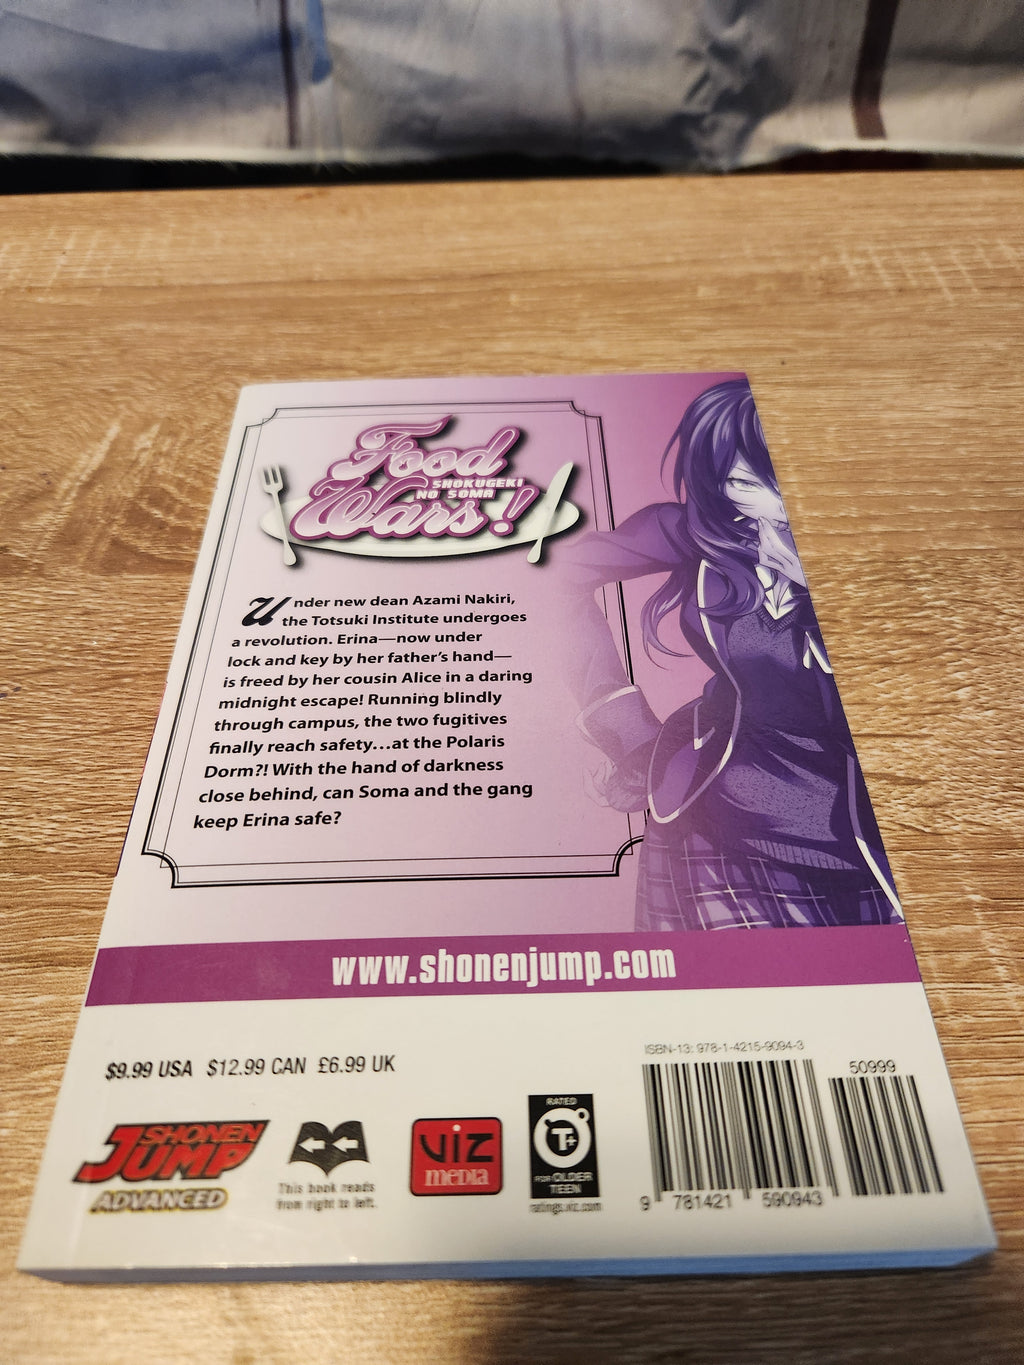 Food
SHOKUGEKI
NO SOMA
Wars!
Under new dean Azami Nakiri,
the Totsuki Institute undergoes
a revolution. Erina—now under
lock and key by her father's hand—
is freed by her cousin Alice in a daring
midnight escape! Running blindly
through campus, the two fugitives
finally reach safety...at the Polaris
Dorm?! With the hand of darkness
close behind, can Soma and the gang
keep Erina safe?
www.shonenjump.com
$9.99 USA $12.99 CAN £6.99 UK
SHONEN
JUMP
ADVANCED
This book reads
from right to left.
VIZ
media
RATED
T+
FOR OLDER
TEEN
ratings.viz.com
ISBN-13: 978-1-4215-9094-3
50999
9 781421 590943